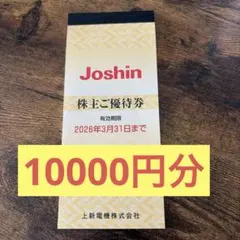 Joshin
株主ご優待券
有効期限
2026年3月31日まで
10000円分
上新電機株式会社